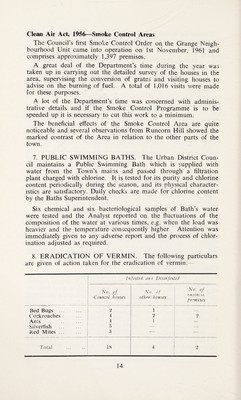 Clean Air Act, 1956—Smoke Control Areas
The Council's first Smoke Control Order on the Grange Neigh-
bourhood Unit came into operation on 1st November, 1961 and
comprises approximately 1,397 premises.
A great deal of the Department's time during the year was
taken up in carrying out the detailed survey of the houses in the
area, supervising the conversion of grates and visiting houses to
advise on the burning of fuel. A total of 1,016 visits were made
for these purposes.
A lot of the Department's time was concerned with adminis-
trative details and if the Smoke Control Programme is to be
speeded up it is necessary to cut this work to a minimum.
The beneficial effects of the Smoke Control Area are quite
noticeable and several observations from Runcorn Hill showed the
marked contrast of the Area in relation to the other parts of the
town.
7. PUBLIC SWIMMING BATHS. The Urban District Coun-
cil maintains a Public Swimming Bath which is supplied with
water from the Town's mains and passed through a filtration
plant charged with chlorine. It is tested for its purity and chlorine
content periodically during the season, and its physical character-
istics are satisfactory. Daily checks are made for chlorine content
by the Baths Superintendent.
Six chemical and six bacteriological samples of Bath's water
were tested and the Analyst reported on the fluctuations of the
composition of the water at various times, e.g. when the load was
heavier and the temperature consequently higher. Attention was
immediately given to any adverse report and the process of chlor-
ination adjusted as required.
8. ERADICATION OF VERMIN. The following particulars
are given of action taken for the eradication of vermin:—
Infested and Disinfested
No. of Council houses
No. of other houses
No. of business premises
Bed Bugs ... 2 1 —
Cockroaches ... 4 2 2
Ants ... 4
Silverfish ... 5 — —
Red Mites ...
Total ... 4 2
14